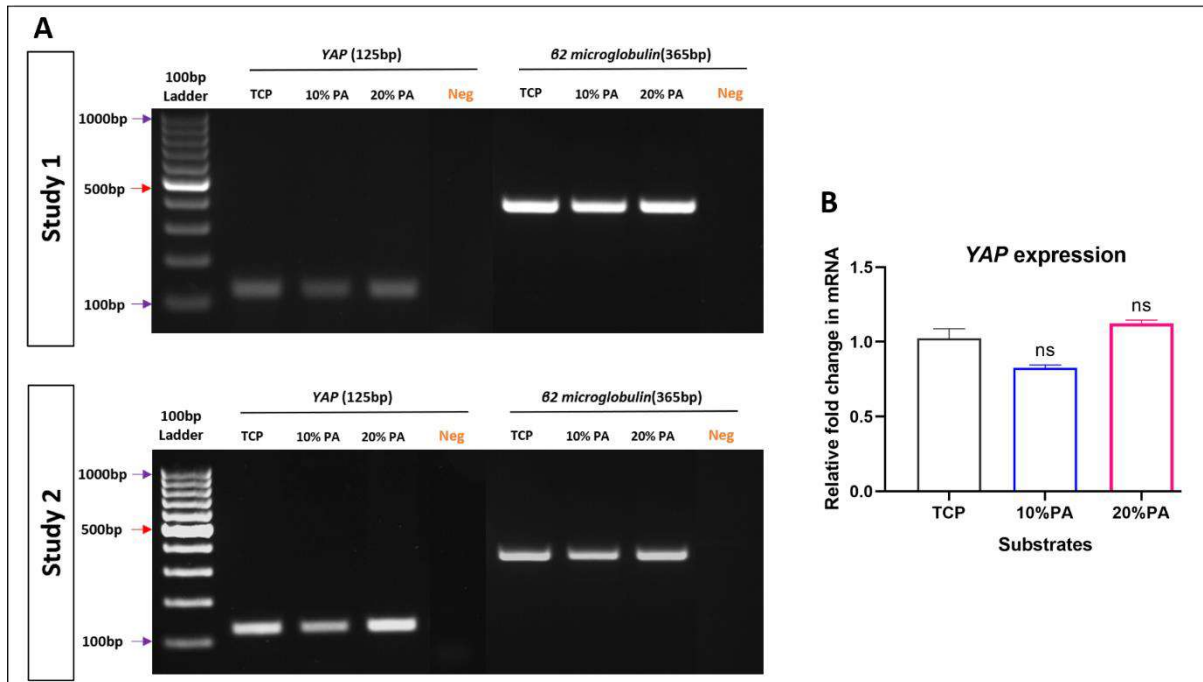 A
Study 1
YAP (125bp)
β2 microglobulin(365bp)
100bp
Ladder
TCP
10% PA
20% PA
Neg
TCP
10% PA
20% PA
Neg
1000bp
500bp
100bp
Study 2
YAP (125bp)
β2 microglobulin(365bp)
100bp
Ladder
TCP
10% PA
20% PA
Neg
TCP
10% PA
20% PA
Neg
1000bp
500bp
100bp
B
YAP expression
Relative fold change in mRNA
1.5
1.0
0.5
0.0
ns
ns
TCP
10%PA
20%PA
Substrates